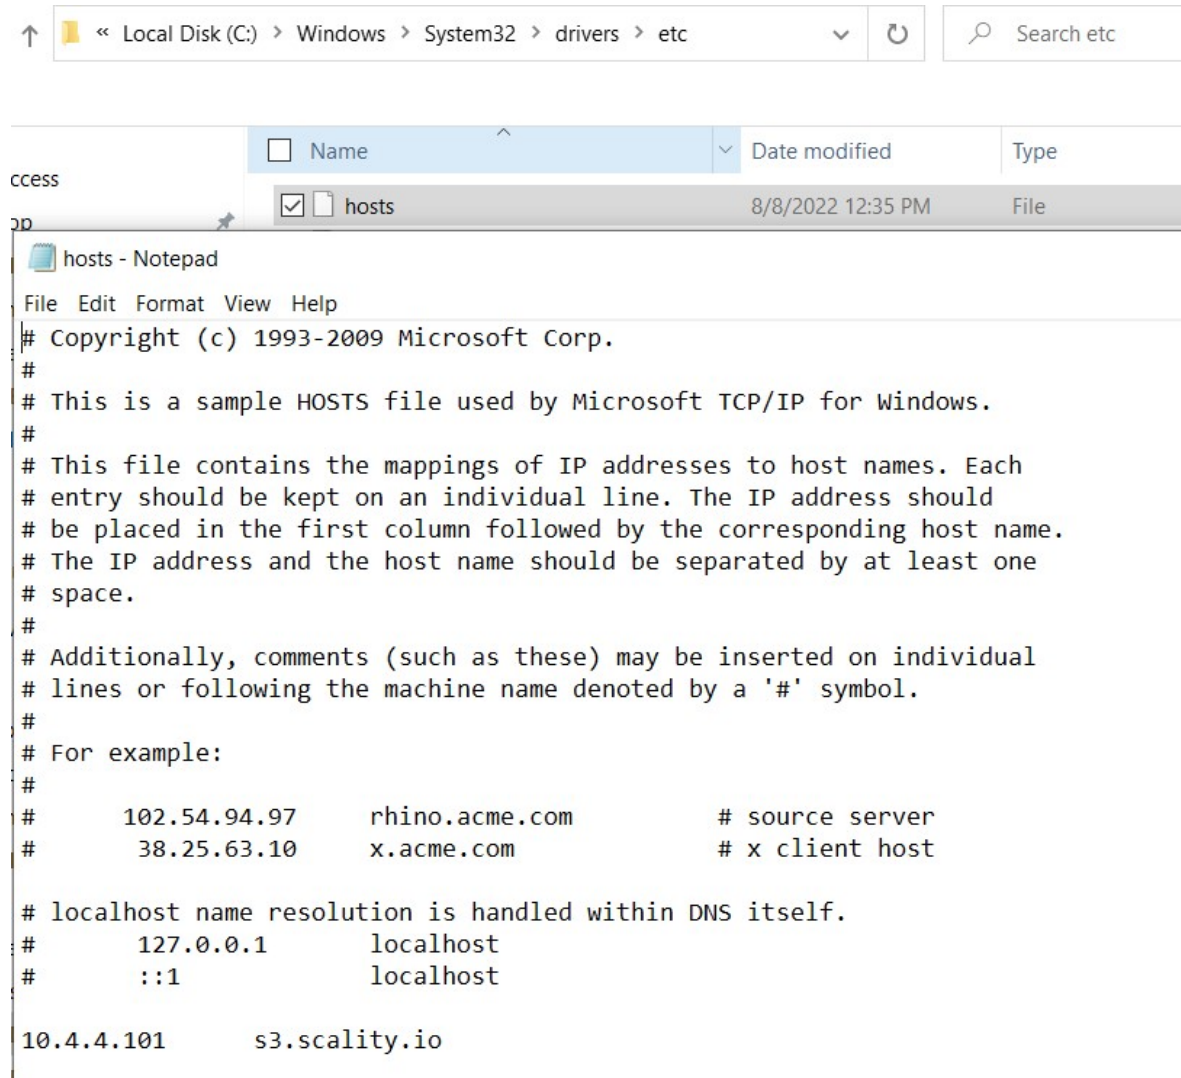 « Local Disk (C:) > Windows > System32 > drivers > etc
Search etc
Name Date modified Type
ccess
hosts 8/8/2022 12:35 PM File
op
hosts - Notepad
File Edit Format View Help
# Copyright (c) 1993-2009 Microsoft Corp.
#
# This is a sample HOSTS file used by Microsoft TCP/IP for Windows.
#
# This file contains the mappings of IP addresses to host names. Each
# entry should be kept on an individual line. The IP address should
# be placed in the first column followed by the corresponding host name.
# The IP address and the host name should be separated by at least one
# space.
#
# Additionally, comments (such as these) may be inserted on individual
# lines or following the machine name denoted by a '#' symbol.
#
# For example:
#
#      102.54.94.97     rhino.acme.com          # source server
#       38.25.63.10     x.acme.com              # x client host

# localhost name resolution is handled within DNS itself.
#       127.0.0.1       localhost
#       ::1             localhost

10.4.4.101      s3.scality.io